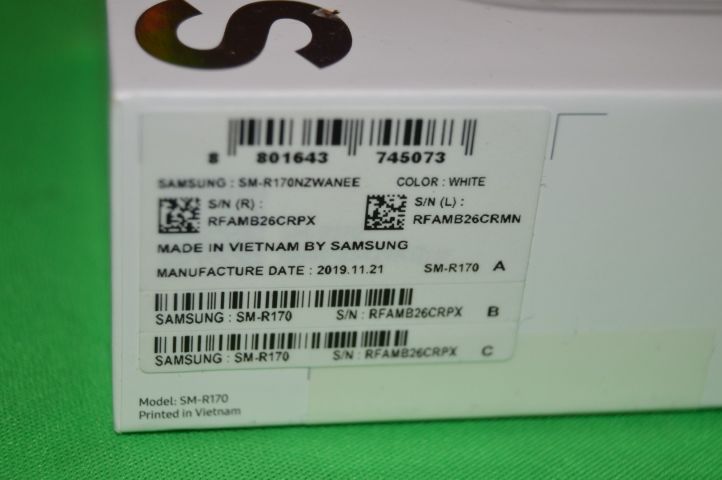 S
8 801643 745073
SAMSUNG : SM-R170NZWANEE COLOR : WHITE
S/N (R) : S/N (L) :
RFAMB26CRPX RFAMB26CRMN
MADE IN VIETNAM BY SAMSUNG
MANUFACTURE DATE : 2019.11.21 SM-R170 A
SAMSUNG : SM-R170 S/N : RFAMB26CRPX B
SAMSUNG : SM-R170 S/N : RFAMB26CRPX C
Model: SM-R170
Printed in Vietnam